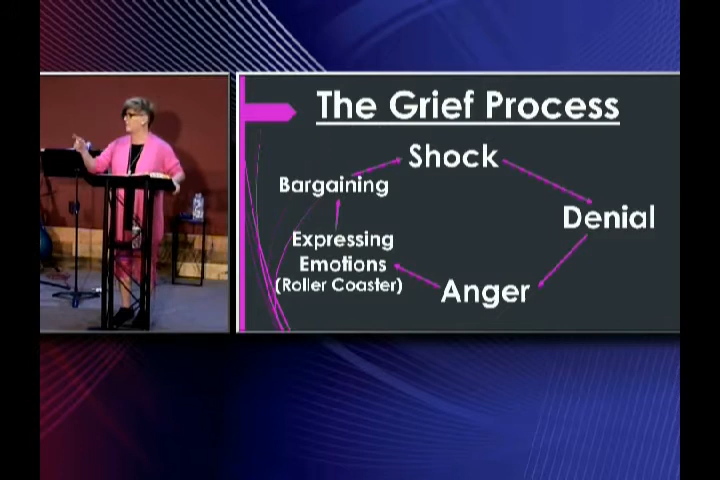 The Grief Process
Shock
Bargaining
Denial
Expressing
Emotions
(Roller Coaster)
Anger